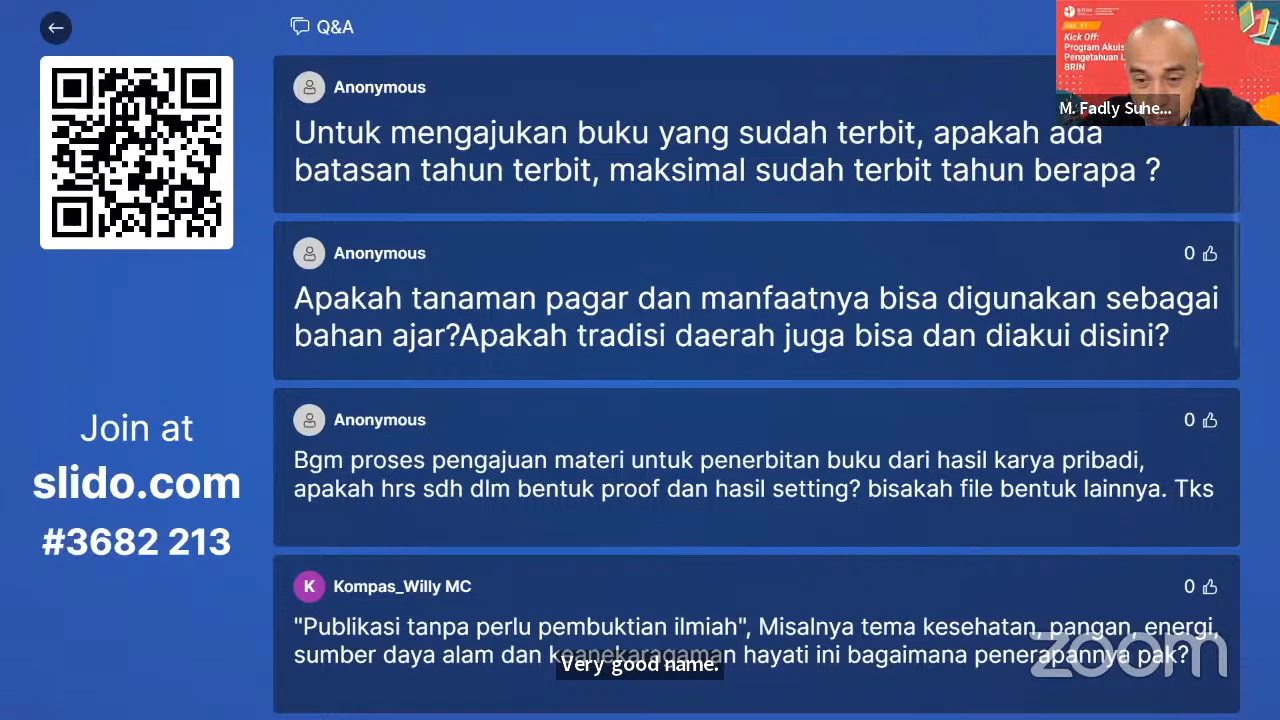 Q&A
BRIN
Kick Off:
Program Akuis
Pengetahuan L
BRIN
M. Fadly Suhe...
Anonymous
Untuk mengajukan buku yang sudah terbit, apakah ada
batasan tahun terbit, maksimal sudah terbit tahun berapa ?
Anonymous
0
Apakah tanaman pagar dan manfaatnya bisa digunakan sebagai
bahan ajar?Apakah tradisi daerah juga bisa dan diakui disini?
Join at
slido.com
#3682 213
Anonymous
0
Bgm proses pengajuan materi untuk penerbitan buku dari hasil karya pribadi,
apakah hrs sdh dlm bentuk proof dan hasil setting? bisakah file bentuk lainnya. Tks
K
Kompas_Willy MC
0
"Publikasi tanpa perlu pembuktian ilmiah", Misalnya tema kesehatan, pangan, energi,
sumber daya alam dan keanekaragaman hayati ini bagaimana penerapannya pak?
Very good name.
zoom